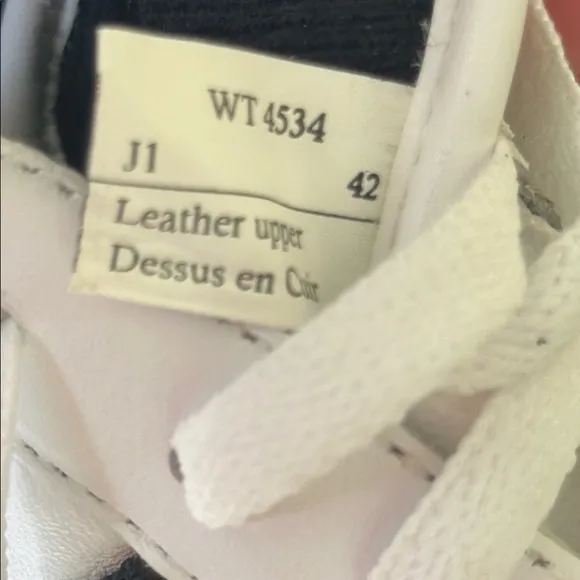 WT 4534
J1 42
Leather upper
Dessus en Cuir